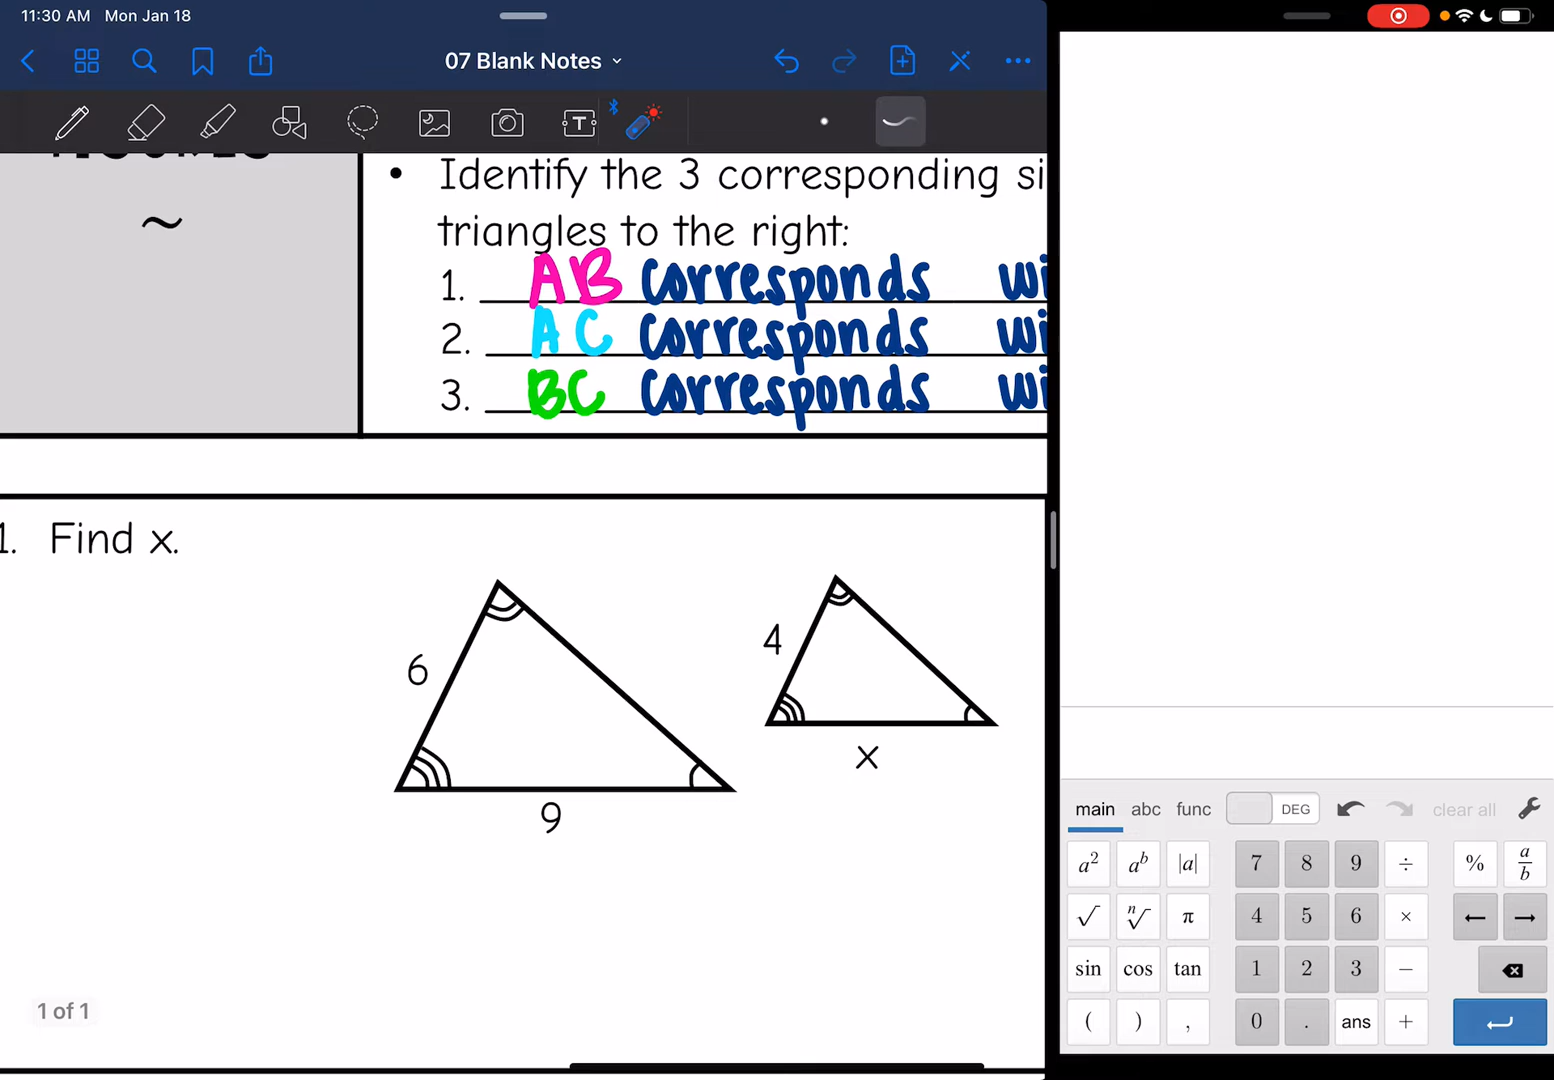 11:30 AM Mon Jan 18
07 Blank Notes
T
~
• Identify the 3 corresponding si
triangles to the right:
1. AB corresponds wi
2. AC corresponds wi
3. BC corresponds wi
1. Find x.
6
9
4
x
1 of 1
main abc func DEG clear all
a² aᵇ |a| 7 8 9 ÷ % a/b
√ ⁿ√ π 4 5 6 × ← →
sin cos tan 1 2 3 −
( ) , 0 . ans +